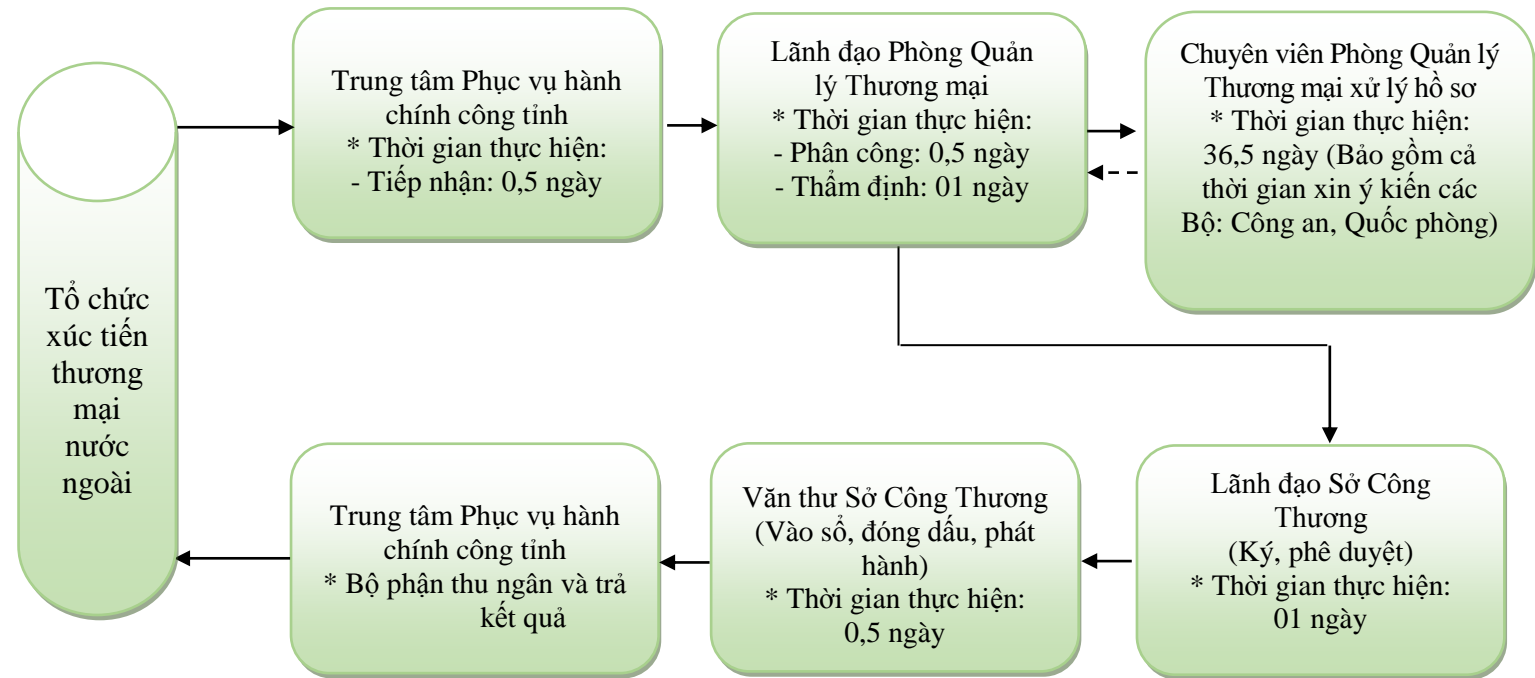 Tổ chức
xúc tiến
thương
mại
nước
ngoài
Trung tâm Phục vụ hành
chính công tỉnh
* Thời gian thực hiện:
- Tiếp nhận: 0,5 ngày
Lãnh đạo Phòng Quản
lý Thương mại
* Thời gian thực hiện:
- Phân công: 0,5 ngày
- Thẩm định: 01 ngày
Chuyên viên Phòng Quản lý
Thương mại xử lý hồ sơ
* Thời gian thực hiện:
36,5 ngày (Bảo gồm cả
thời gian xin ý kiến các
Bộ: Công an, Quốc phòng)
Lãnh đạo Sở Công
Thương
(Ký, phê duyệt)
* Thời gian thực hiện:
01 ngày
Văn thư Sở Công Thương
(Vào sổ, đóng dấu, phát
hành)
* Thời gian thực hiện:
0,5 ngày
Trung tâm Phục vụ hành
chính công tỉnh
* Bộ phận thu ngân và trả
kết quả